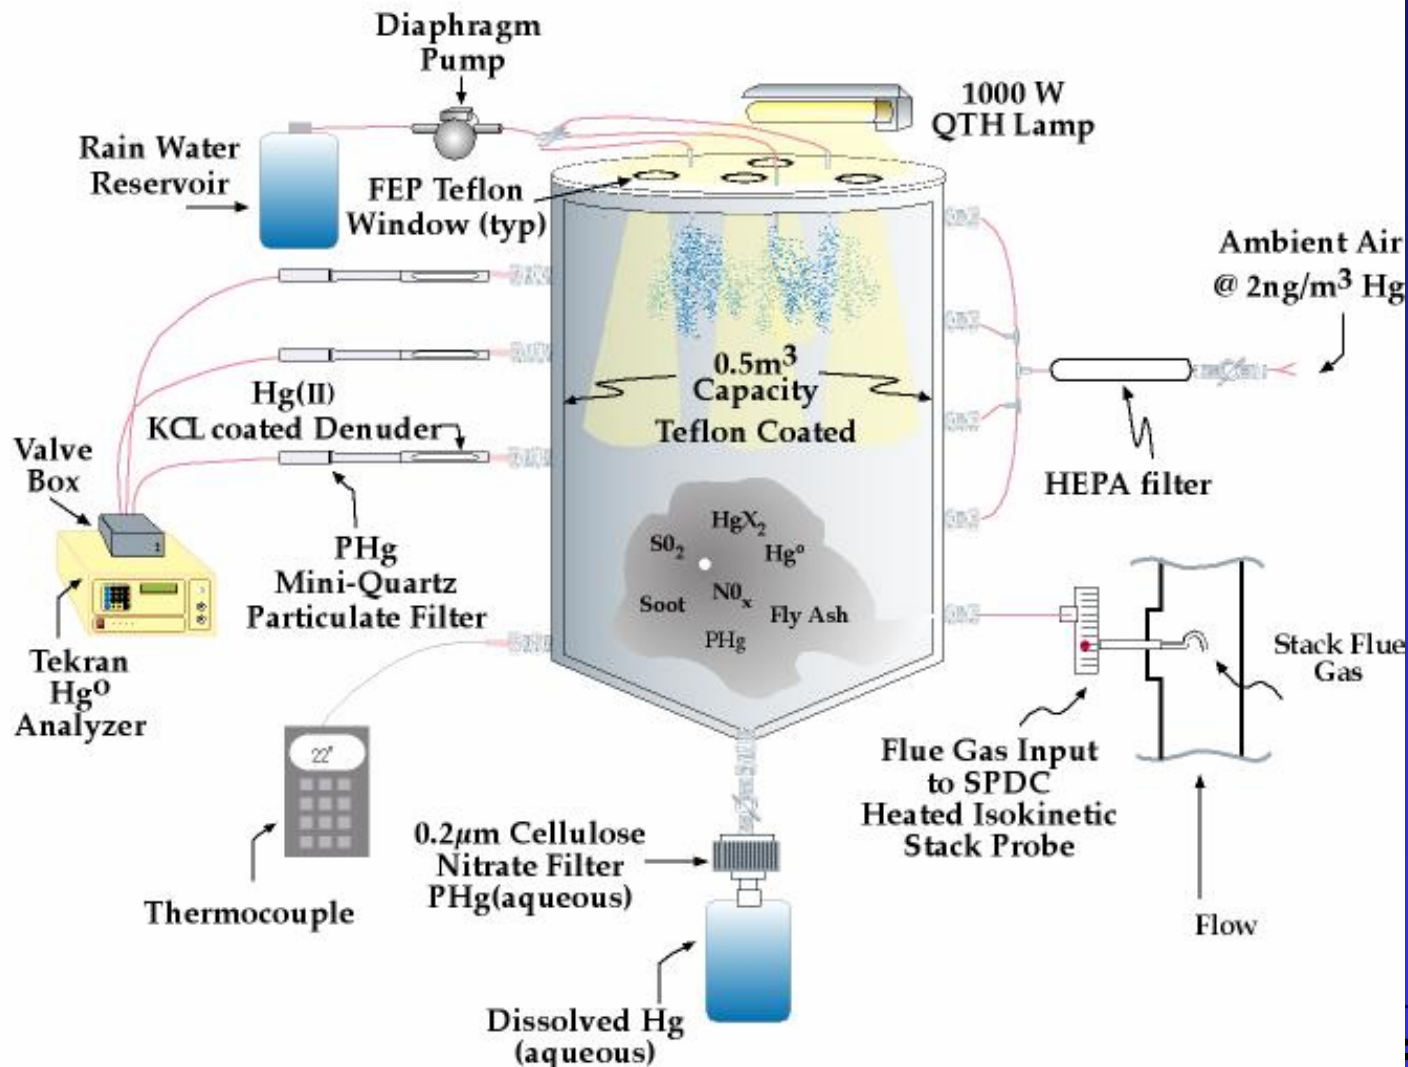 Diaphragm
Pump
1000 W
QTH Lamp
Rain Water
Reservoir
FEP Teflon
Window (typ)
Ambient Air
@ 2ng/m³ Hg
0.5m³
Capacity
Teflon Coated
Hg(II)
KCL coated Denuder
Valve
Box
HEPA filter
PHg
Mini-Quartz
Particulate Filter
HgX₂
S0₂
Hg⁰
N0ₓ
Soot
Fly Ash
PHg
Tekran
Hg⁰
Analyzer
Stack Flue
Gas
22°
Flue Gas Input
to SPDC
Heated Isokinetic
Stack Probe
0.2µm Cellulose
Nitrate Filter
PHg(aqueous)
Thermocouple
Flow
Dissolved Hg
(aqueous)